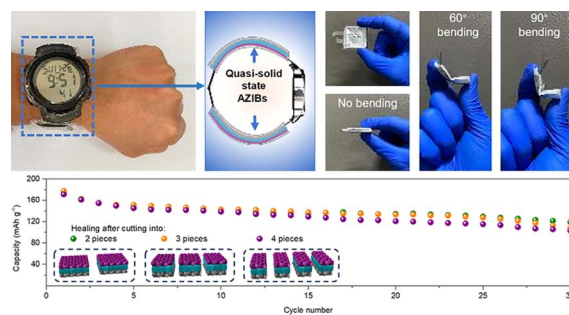 Quasi-solid
state
AZIBs
No bending
60°
bending
90°
bending
200
160
120
80
40
Capacity (mAh g⁻¹)
Healing after cutting into:
2 pieces
3 pieces
4 pieces
0
5
10
15
20
25
Cycle number